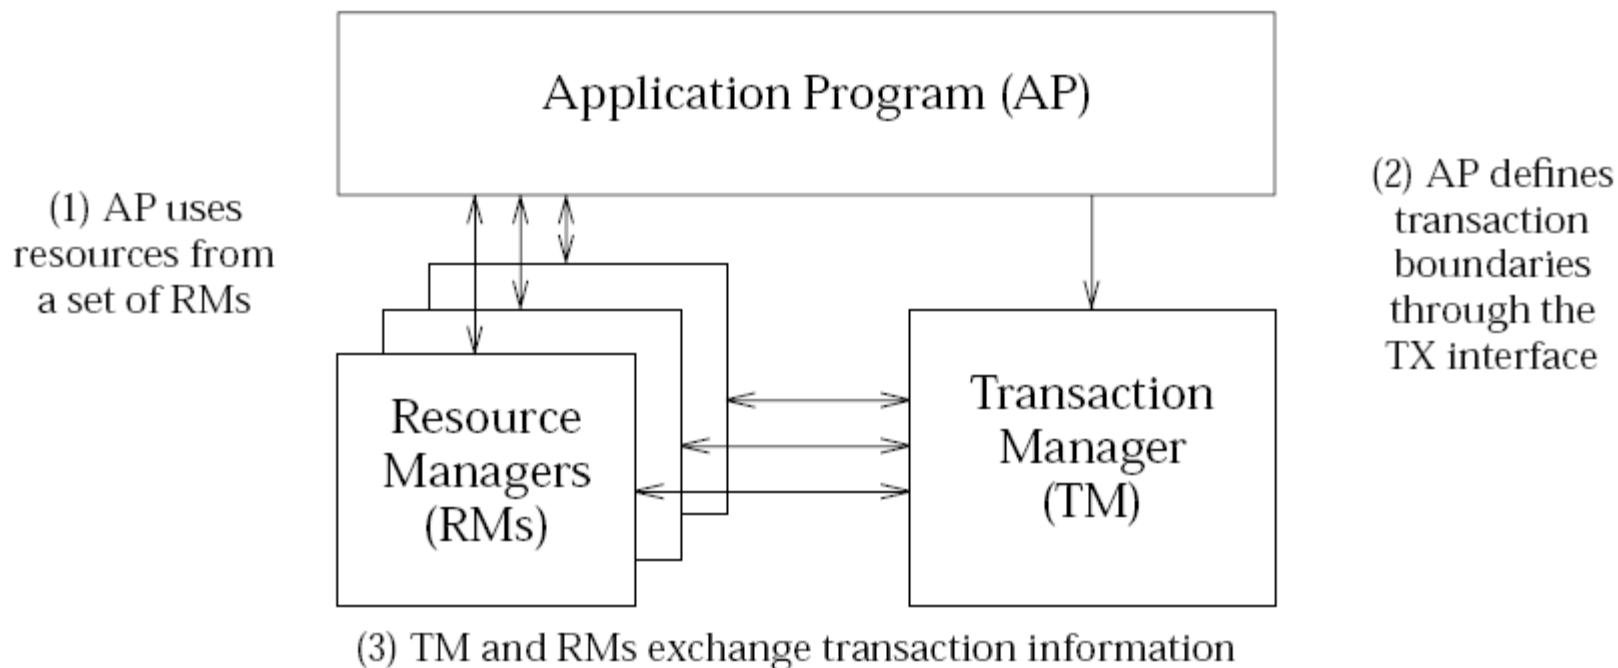 Application Program (AP)
(1) AP uses
resources from
a set of RMs
(2) AP defines
transaction
boundaries
through the
TX interface
Resource
Managers
(RMs)
Transaction
Manager
(TM)
(3) TM and RMs exchange transaction information